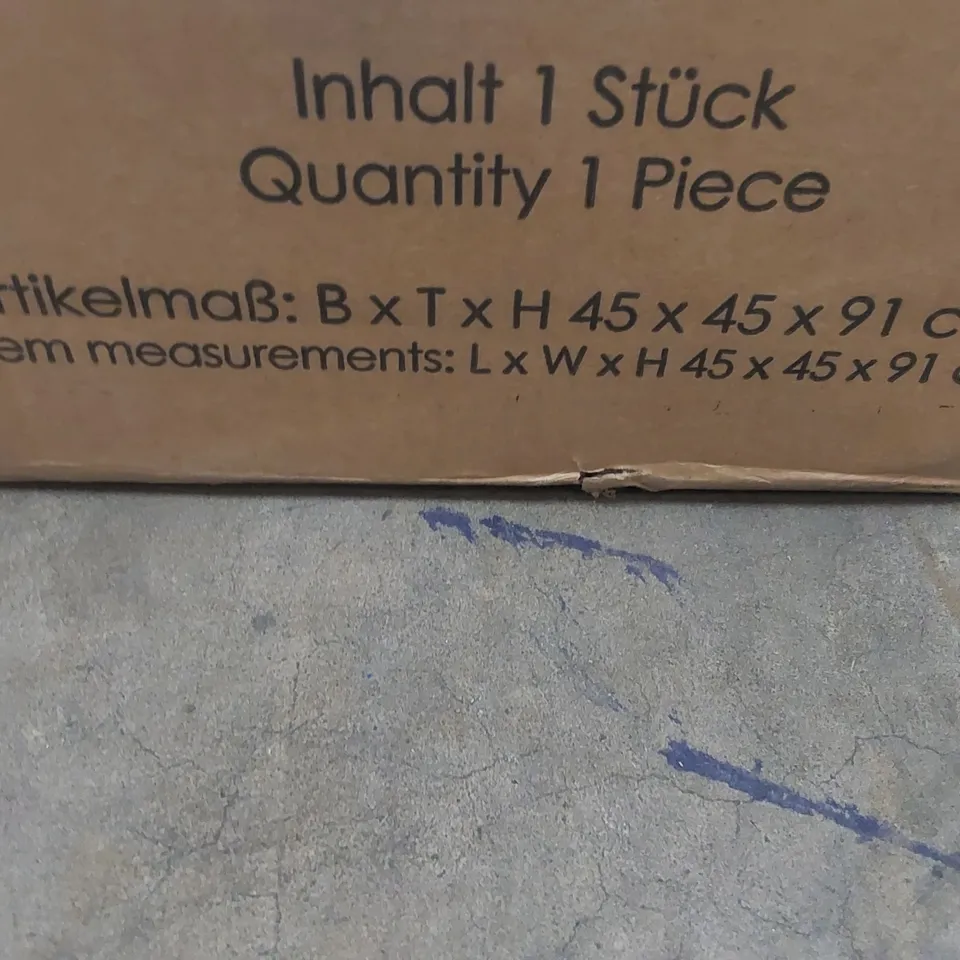 Inhalt 1 Stück
Quantity 1 Piece
rtikelmaß: B x T x H 45 x 45 x 91 c
em measurements: L x W x H 45 x 45 x 91